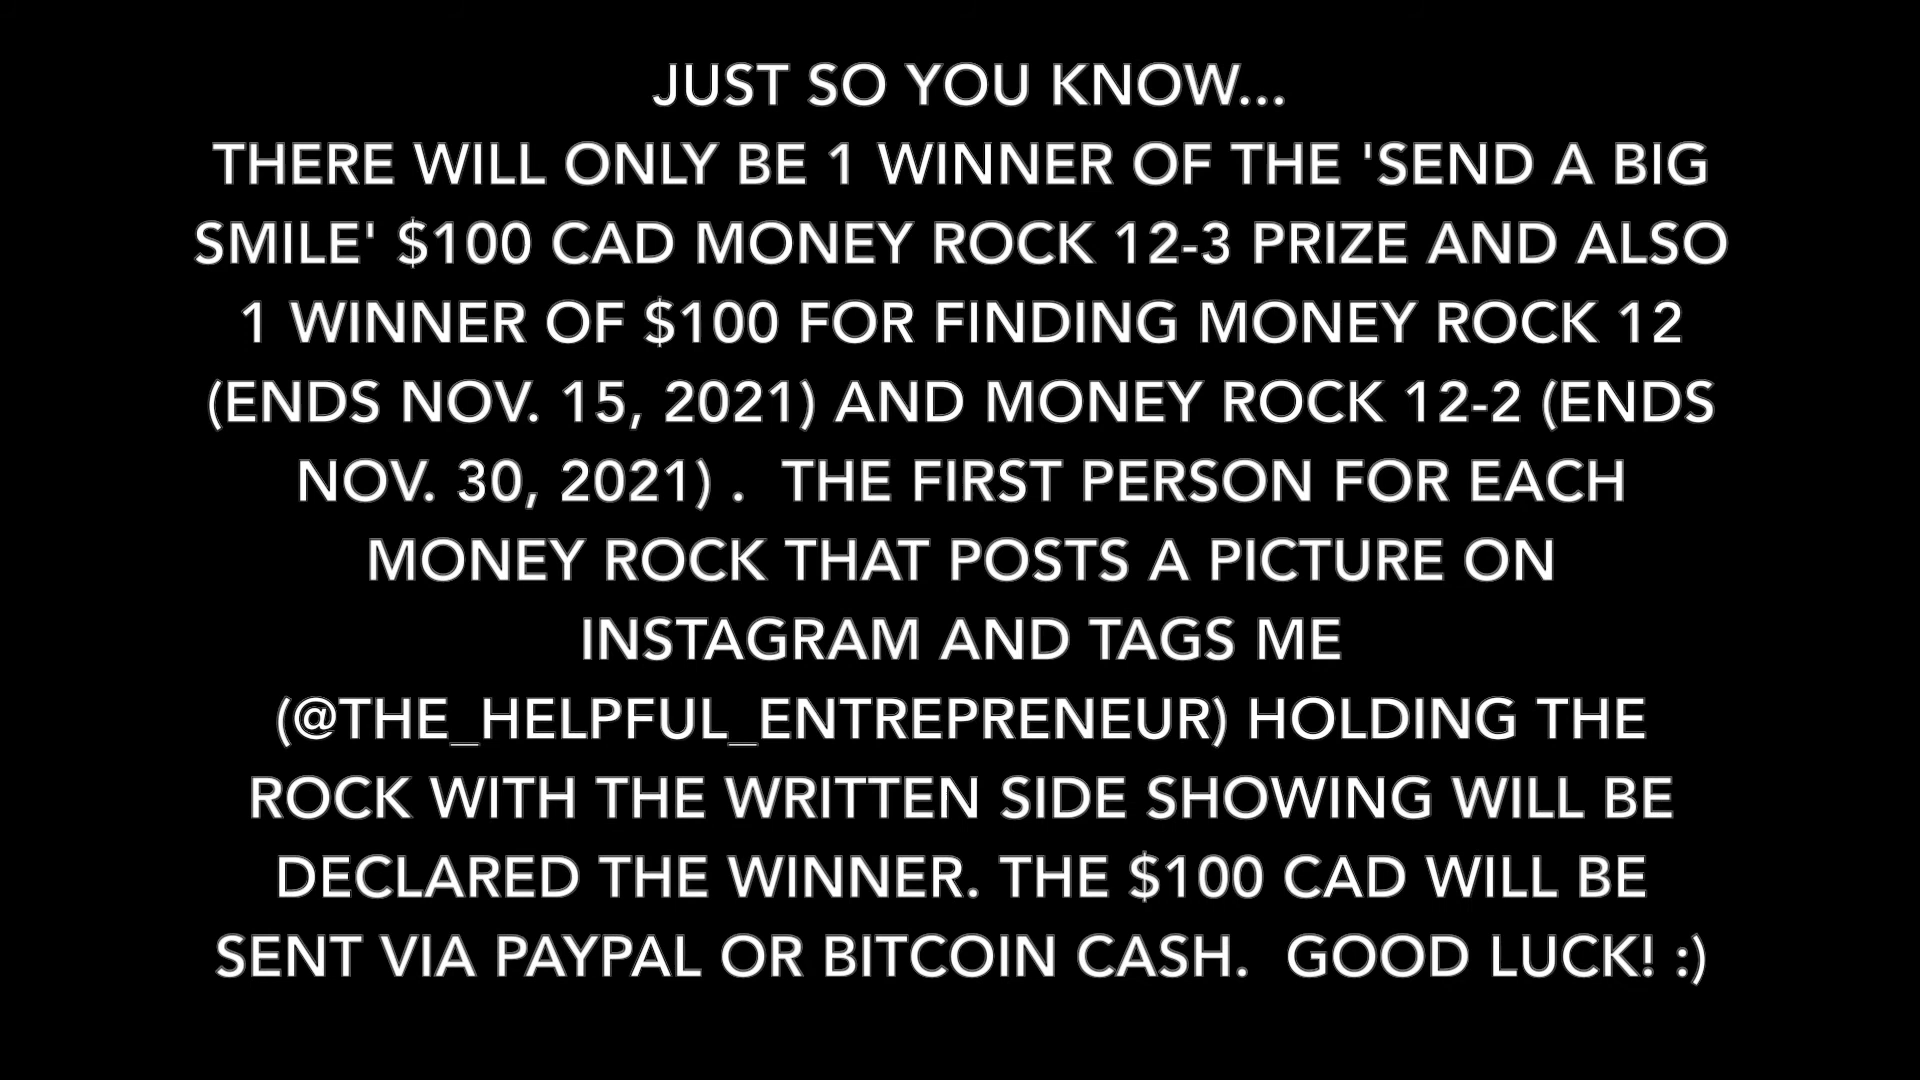 JUST SO YOU KNOW...
THERE WILL ONLY BE 1 WINNER OF THE 'SEND A BIG
SMILE' $100 CAD MONEY ROCK 12-3 PRIZE AND ALSO
1 WINNER OF $100 FOR FINDING MONEY ROCK 12
(ENDS NOV. 15, 2021) AND MONEY ROCK 12-2 (ENDS
NOV. 30, 2021) .  THE FIRST PERSON FOR EACH
MONEY ROCK THAT POSTS A PICTURE ON
INSTAGRAM AND TAGS ME
(@THE_HELPFUL_ENTREPRENEUR) HOLDING THE
ROCK WITH THE WRITTEN SIDE SHOWING WILL BE
DECLARED THE WINNER. THE $100 CAD WILL BE
SENT VIA PAYPAL OR BITCOIN CASH.  GOOD LUCK! :)